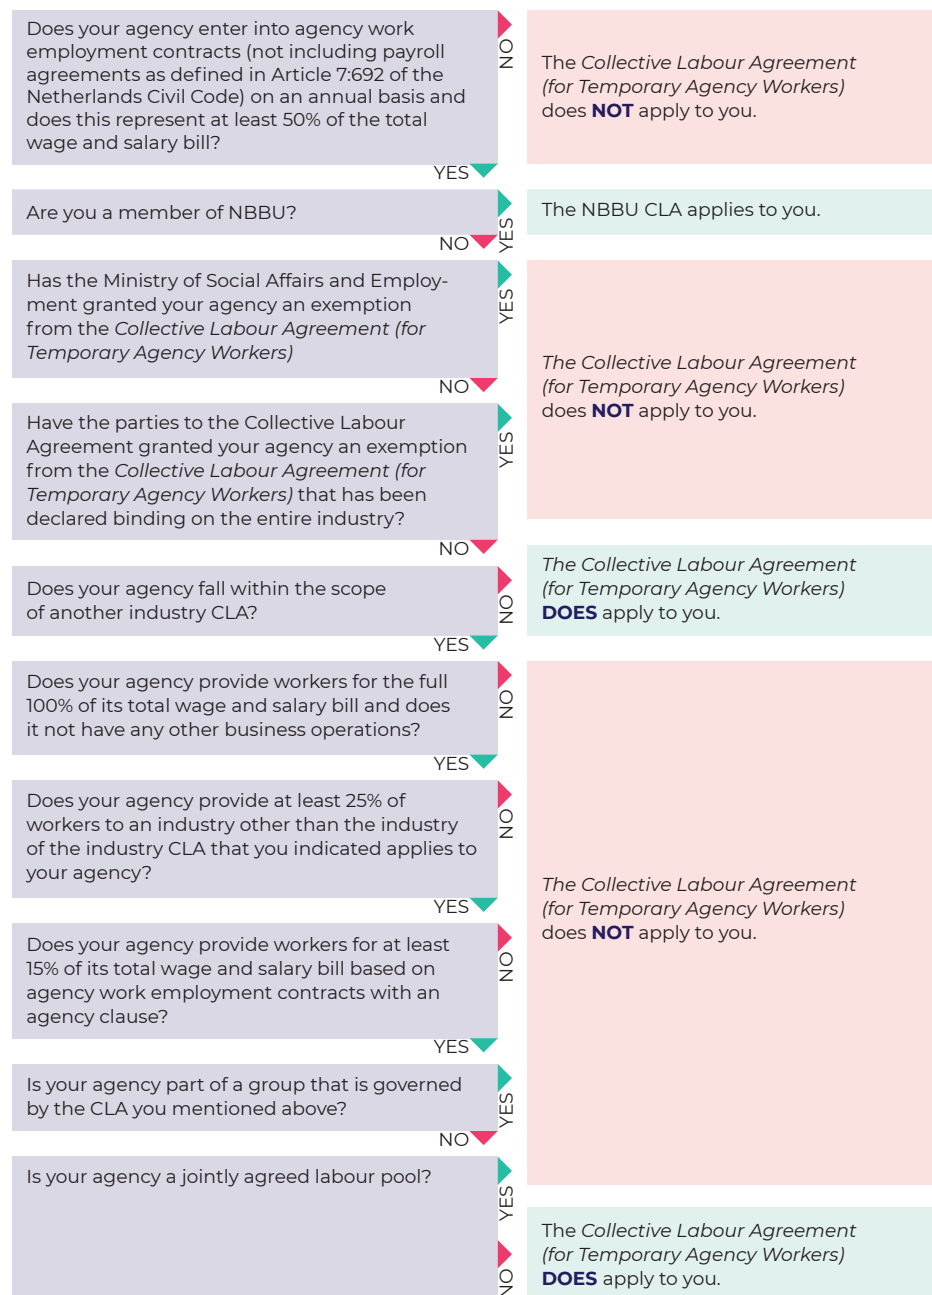 Does your agency enter into agency work
employment contracts (not including payroll
agreements as defined in Article 7:692 of the
Netherlands Civil Code) on an annual basis and
does this represent at least 50% of the total
wage and salary bill?
NO
The Collective Labour Agreement
(for Temporary Agency Workers)
does NOT apply to you.
YES
Are you a member of NBBU?
YES
The NBBU CLA applies to you.
NO
Has the Ministry of Social Affairs and Employ-
ment granted your agency an exemption
from the Collective Labour Agreement (for
Temporary Agency Workers)
YES
NO
The Collective Labour Agreement
(for Temporary Agency Workers)
does NOT apply to you.
Have the parties to the Collective Labour
Agreement granted your agency an exemption
from the Collective Labour Agreement (for
Temporary Agency Workers) that has been
declared binding on the entire industry?
YES
NO
Does your agency fall within the scope
of another industry CLA?
NO
The Collective Labour Agreement
(for Temporary Agency Workers)
DOES apply to you.
YES
Does your agency provide workers for the full
100% of its total wage and salary bill and does
it not have any other business operations?
NO
YES
Does your agency provide at least 25% of
workers to an industry other than the industry
of the industry CLA that you indicated applies to
your agency?
NO
YES
The Collective Labour Agreement
(for Temporary Agency Workers)
does NOT apply to you.
Does your agency provide workers for at least
15% of its total wage and salary bill based on
agency work employment contracts with an
agency clause?
NO
YES
Is your agency part of a group that is governed
by the CLA you mentioned above?
YES
NO
Is your agency a jointly agreed labour pool?
YES
NO
The Collective Labour Agreement
(for Temporary Agency Workers)
DOES apply to you.